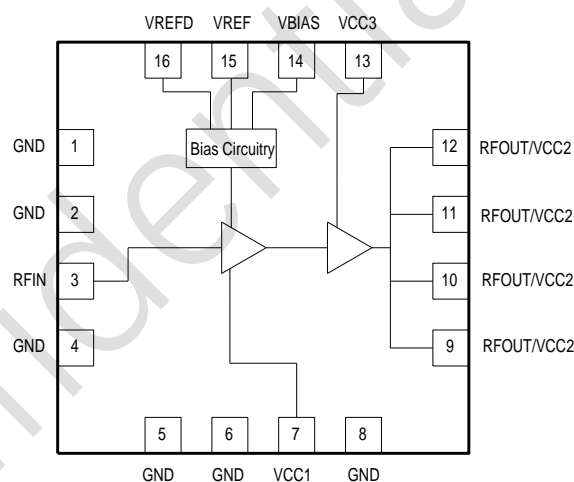 VREFD VREF VBIAS VCC3
16 15 14 13
GND 1
Bias Circuitry
12 RFOUT/VCC2
GND 2
11 RFOUT/VCC2
RFIN 3
10 RFOUT/VCC2
GND 4
9 RFOUT/VCC2
5 6 7 8
GND GND VCC1 GND